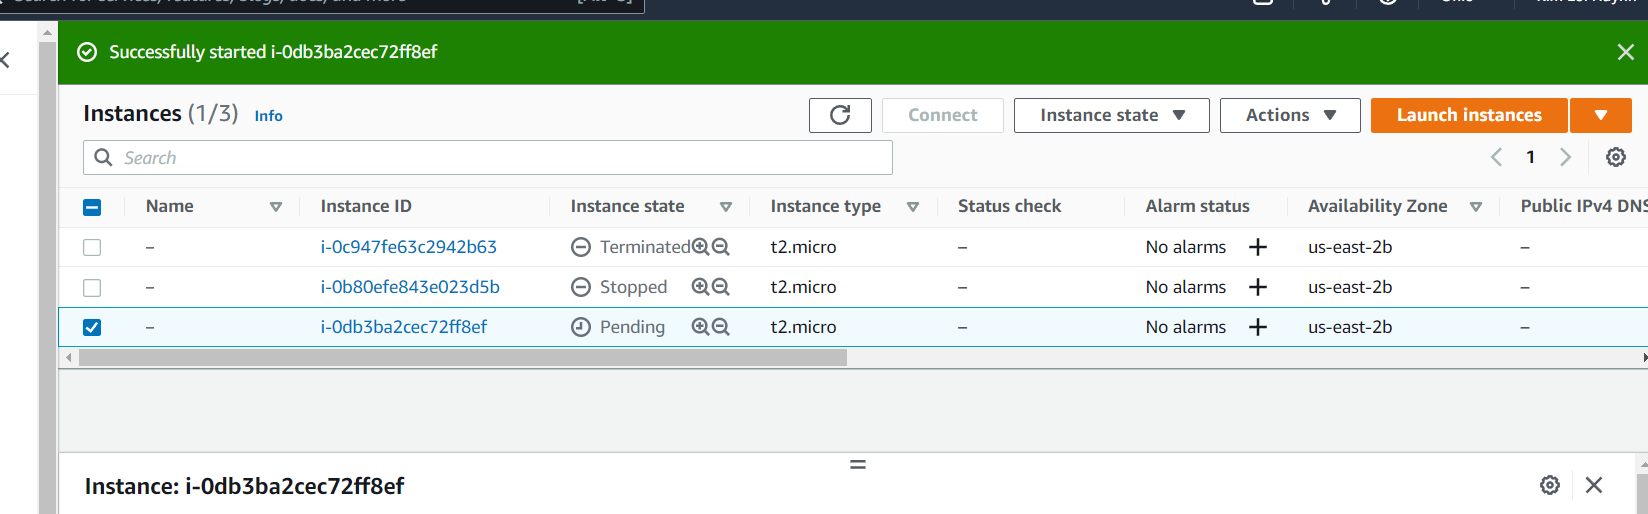 Successfully started i-0db3ba2cec72ff8ef
Instances (1/3) Info
Connect Instance state Actions Launch instances
Search
1
Name Instance ID Instance state Instance type Status check Alarm status Availability Zone Public IPv4 DNS
– i-0c947fe63c2942b63 Terminated t2.micro – No alarms + us-east-2b –
– i-0b80efe843e023d5b Stopped t2.micro – No alarms + us-east-2b –
– i-0db3ba2cec72ff8ef Pending t2.micro – No alarms + us-east-2b –
Instance: i-0db3ba2cec72ff8ef